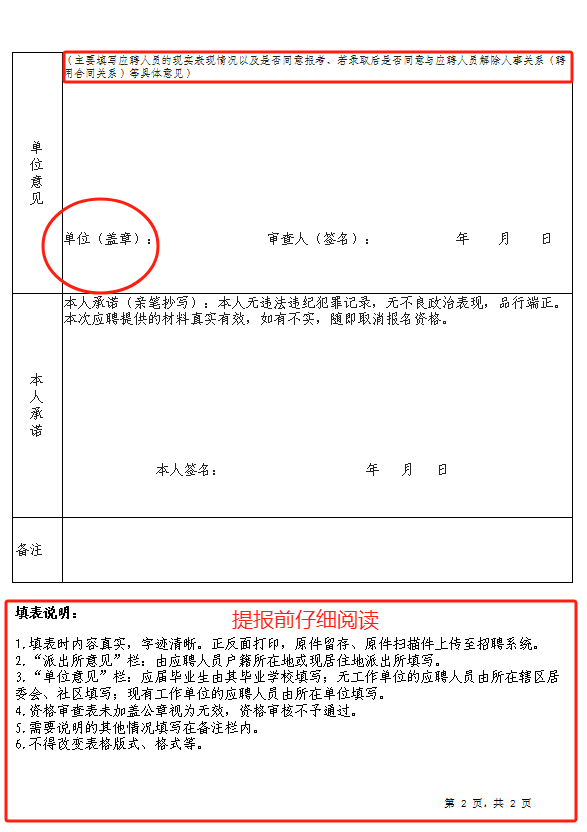 （主要填写应聘人员的现实表现情况以及是否同意报考、若录取后是否同意与应聘人员解除人事关系（聘
用合同关系）等具体意见）
单位意见
单位（盖章）： 审查人（签名）： 年 月 日
本人承诺（亲笔抄写）：本人无违法违纪犯罪记录，无不良政治表现，品行端正。
本次应聘提供的材料真实有效，如有不实，随即取消报名资格。
本人承诺
本人签名： 年 月 日
备注
填表说明：
提报前仔细阅读
1.填表时内容真实，字迹清晰。正反面打印，原件留存、原件扫描件上传至招聘系统。
2.“派出所意见”栏：由应聘人员户籍所在地或现居住地派出所填写。
3.“单位意见”栏：应届毕业生由其毕业学校填写；无工作单位的应聘人员由所在辖区居
委会、社区填写；现有工作单位的应聘人员由所在单位填写。
4.资格审查表未加盖公章视为无效，资格审核不予通过。
5.需要说明的其他情况填写在备注栏内。
6.不得改变表格版式、格式等。
第 2 页，共 2 页